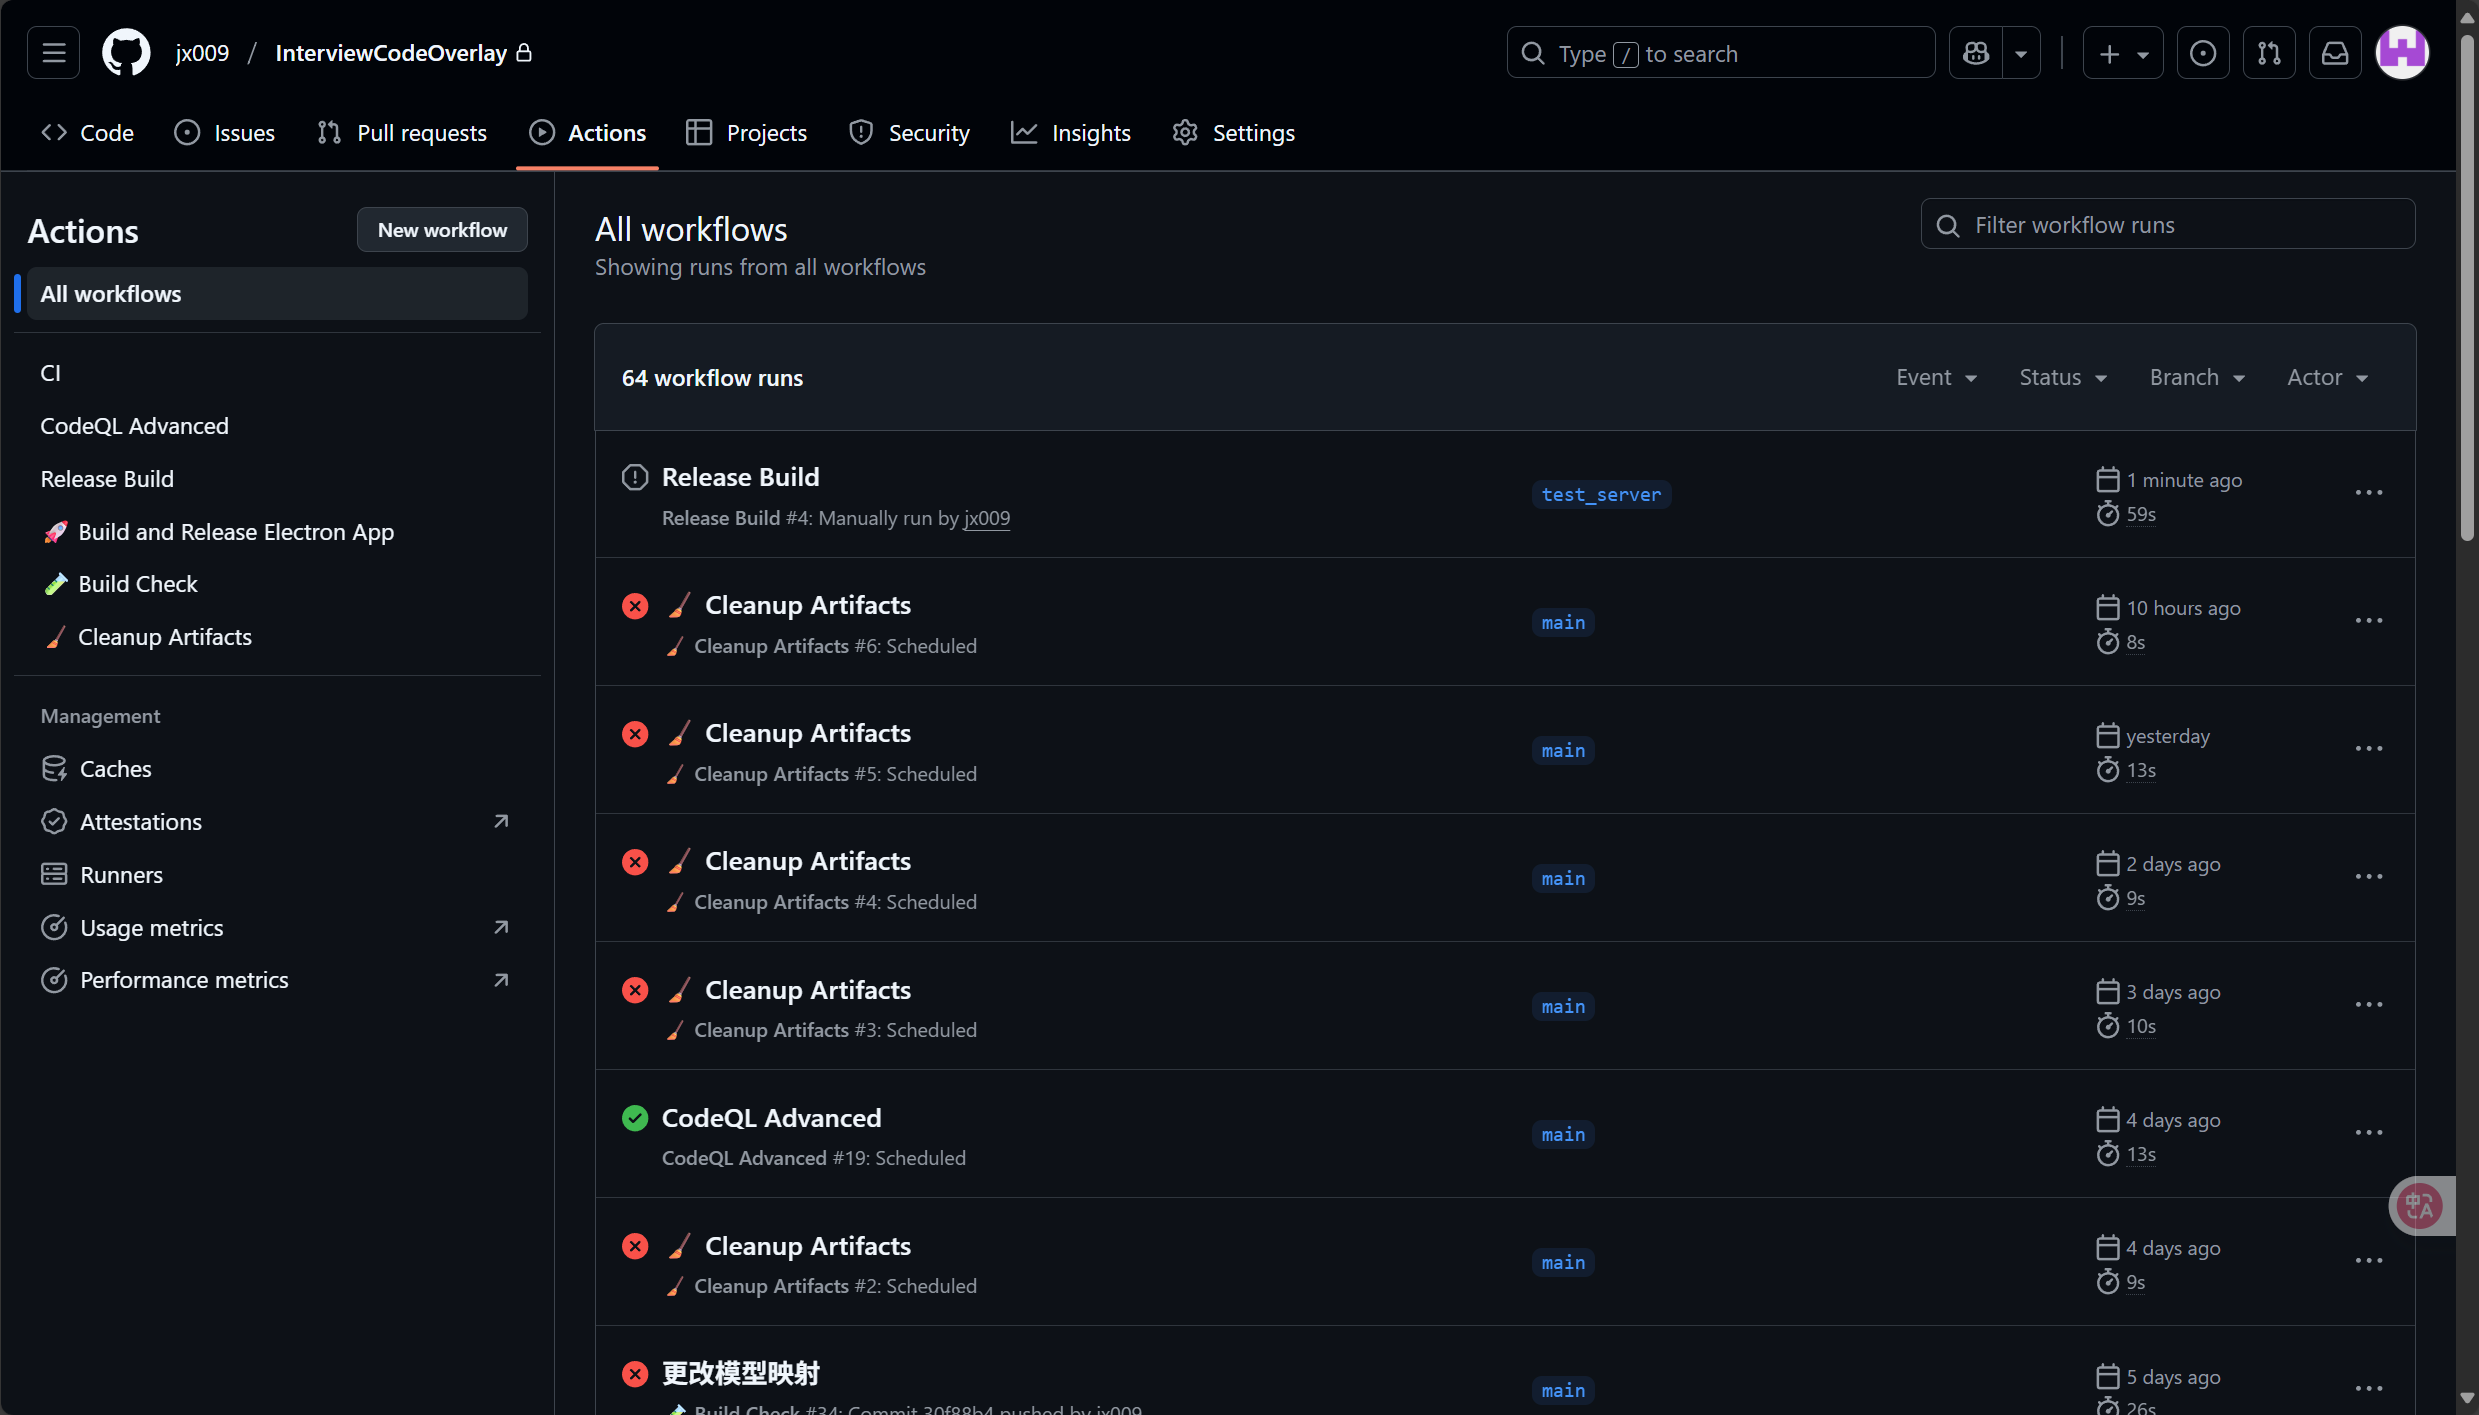 jx009 / InterviewCodeOverlay
Type / to search
Code
Issues
Pull requests
Actions
Projects
Security
Insights
Settings
Actions
New workflow
All workflows
CI
CodeQL Advanced
Release Build
Build and Release Electron App
Build Check
Cleanup Artifacts
Management
Caches
Attestations
Runners
Usage metrics
Performance metrics
All workflows
Showing runs from all workflows
Filter workflow runs
64 workflow runs
Event
Status
Branch
Actor
Release Build
Release Build #4: Manually run by jx009
test_server
1 minute ago
59s
Cleanup Artifacts
Cleanup Artifacts #6: Scheduled
main
10 hours ago
8s
Cleanup Artifacts
Cleanup Artifacts #5: Scheduled
main
yesterday
13s
Cleanup Artifacts
Cleanup Artifacts #4: Scheduled
main
2 days ago
9s
Cleanup Artifacts
Cleanup Artifacts #3: Scheduled
main
3 days ago
10s
CodeQL Advanced
CodeQL Advanced #19: Scheduled
main
4 days ago
13s
Cleanup Artifacts
Cleanup Artifacts #2: Scheduled
main
4 days ago
9s
更改模型映射
Build Check #34: Commit 30f88b4 pushed by jx009
main
5 days ago
26s
中A